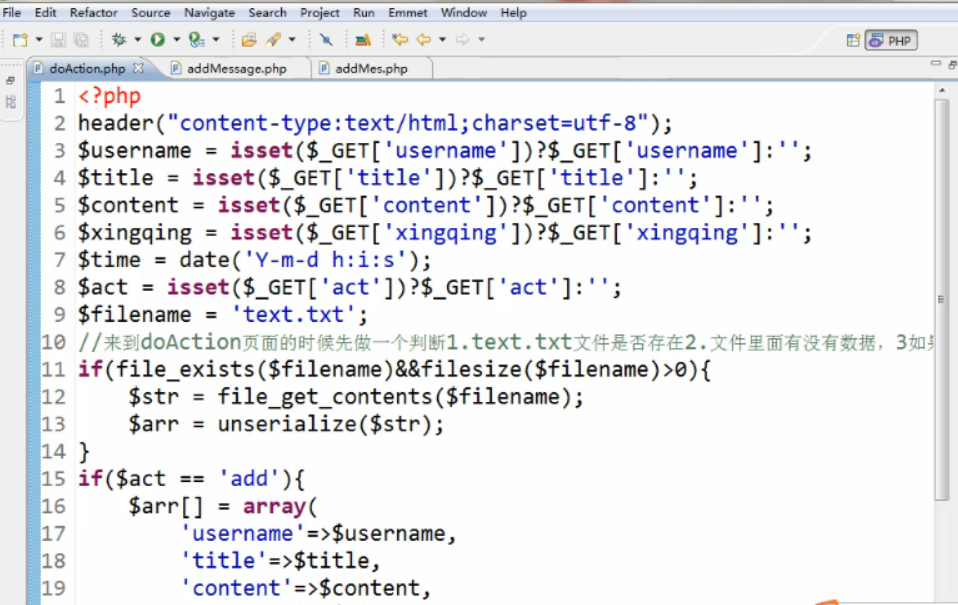 File Edit Refactor Source Navigate Search Project Run Emmet Window Help
PHP
doAction.php addMessage.php addMes.php
1 <?php
2 header("content-type:text/html;charset=utf-8");
3 $username = isset($_GET['username'])?$_GET['username']:'';
4 $title = isset($_GET['title'])?$_GET['title']:'';
5 $content = isset($_GET['content'])?$_GET['content']:'';
6 $xingqing = isset($_GET['xingqing'])?$_GET['xingqing']:'';
7 $time = date('Y-m-d h:i:s');
8 $act = isset($_GET['act'])?$_GET['act']:'';
9 $filename = 'text.txt';
10 //来到doAction页面的时候先做一个判断1.text.txt文件是否存在2.文件里面有没有数据，3如
11 if(file_exists($filename)&&filesize($filename)>0){
12 $str = file_get_contents($filename);
13 $arr = unserialize($str);
14 }
15 if($act == 'add'){
16 $arr[] = array(
17 'username'=>$username,
18 'title'=>$title,
19 'content'=>$content,